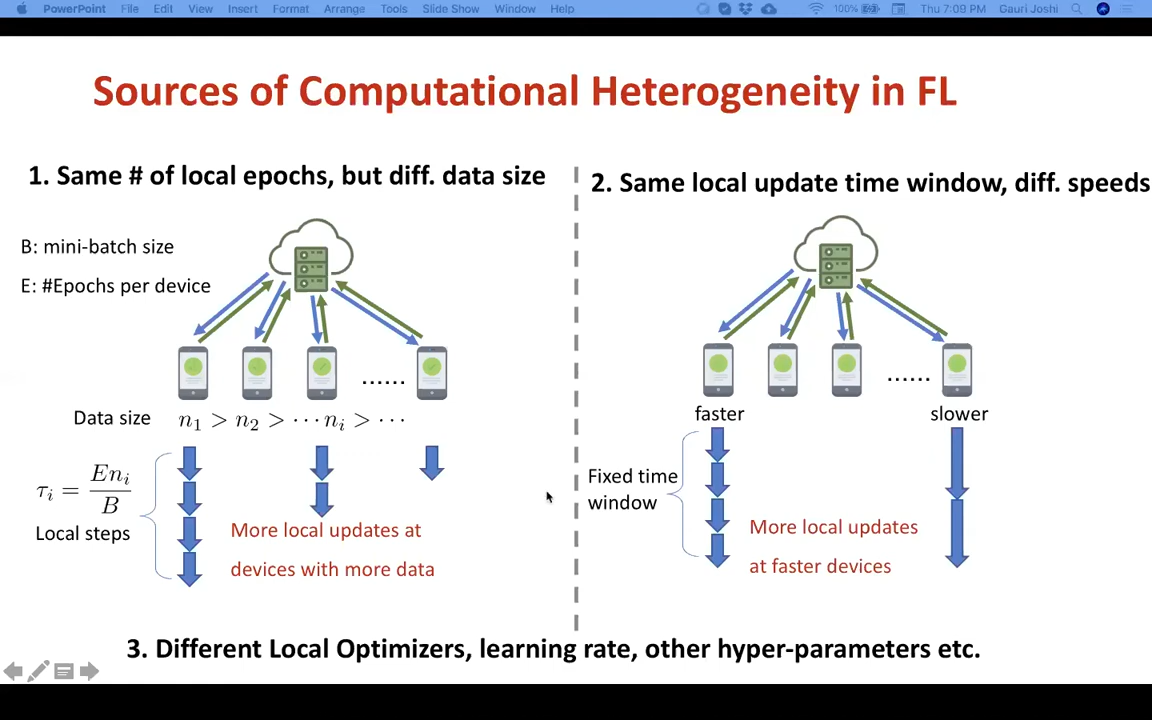 PowerPoint File Edit View Insert Format Arrange Tools Slide Show Window Help 100% Thu 7:09 PM Gauri Joshi
Sources of Computational Heterogeneity in FL
1. Same # of local epochs, but diff. data size
B: mini-batch size
E: #Epochs per device
......
Data size n₁ > n₂ > ⋯ nᵢ > ⋯
τᵢ = Enᵢ / B
Local steps
More local updates at
devices with more data
2. Same local update time window, diff. speeds
......
faster slower
Fixed time
window
More local updates
at faster devices
3. Different Local Optimizers, learning rate, other hyper-parameters etc.